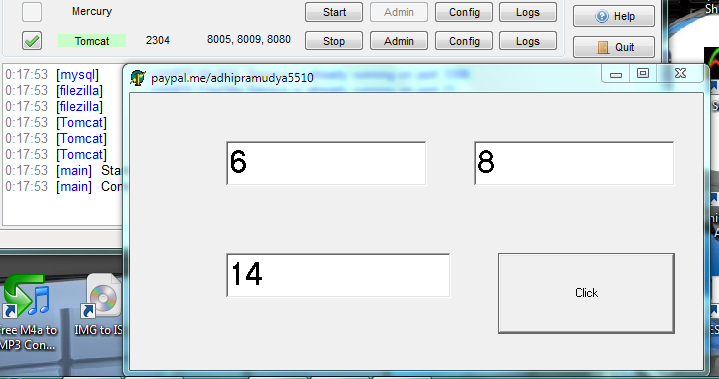 Mercury Start Admin Config Logs
Help
Tomcat 2304 8005, 8009, 8080 Stop Admin Config Logs
Quit
0:17:53 [mysql]
paypal.me/adhipramudya5510
0:17:53 [filezilla]
0:17:53 [filezilla]
0:17:53 [Tomcat]
0:17:53 [Tomcat]
0:17:53 [Tomcat]
0:17:53 [main] Sta
0:17:53 [main] Con
6 8
14
Click
ree M4a to
MP3 Con...
IMG to IS